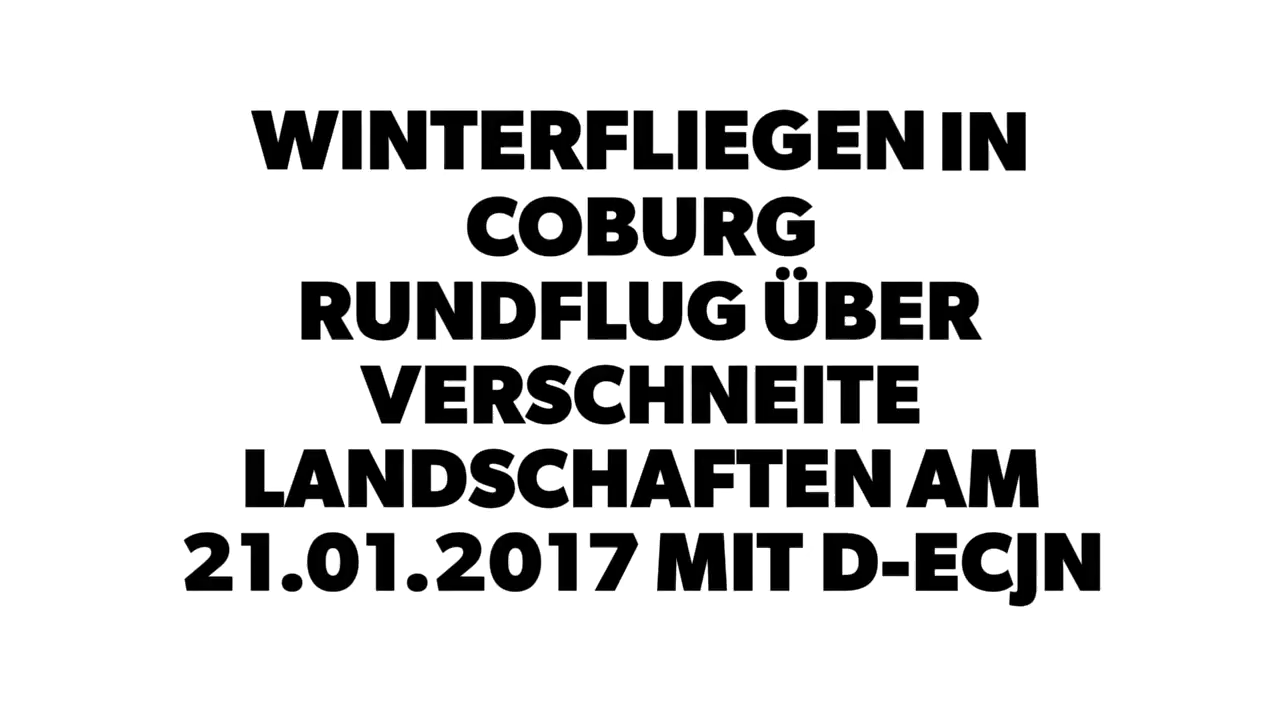 WINTERFLIEGEN IN
COBURG
RUNDFLUG ÜBER
VERSCHNEITE
LANDSCHAFTEN AM
21.01.2017 MIT D-ECJN